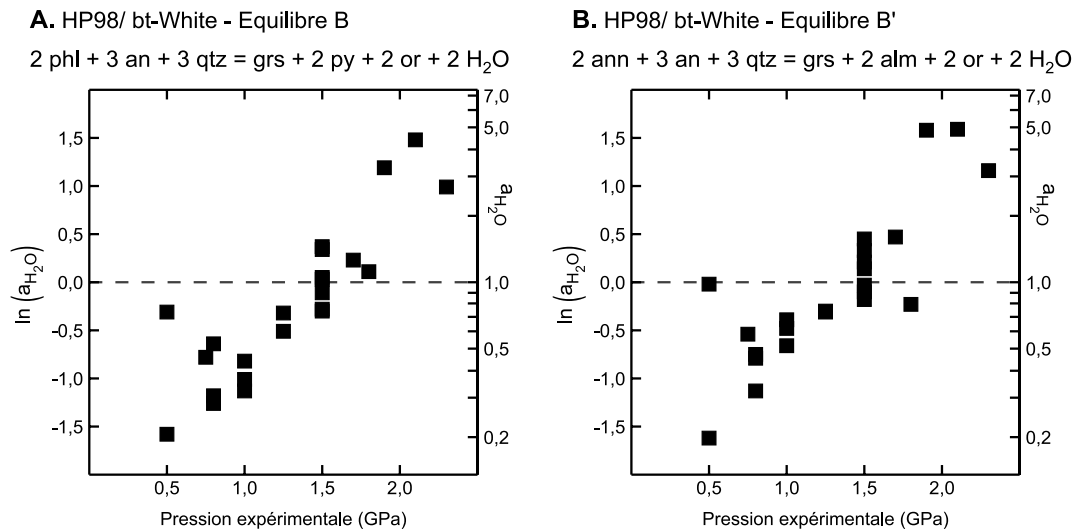 A. HP98/ bt-White - Equilibre B
2 phl + 3 an + 3 qtz = grs + 2 py + 2 or + 2 H2O
1,5
1,0
0,5
0,0
-0,5
-1,0
-1,5
ln (aH2O)
7,0
5,0
aH2O
1,0
0,5
0,2
0,5 1,0 1,5 2,0
Pression expérimentale (GPa)
B. HP98/ bt-White - Equilibre B'
2 ann + 3 an + 3 qtz = grs + 2 alm + 2 or + 2 H2O
1,5
1,0
0,5
0,0
-0,5
-1,0
-1,5
ln (aH2O)
7,0
5,0
aH2O
1,0
0,5
0,2
0,5 1,0 1,5 2,0
Pression expérimentale (GPa)